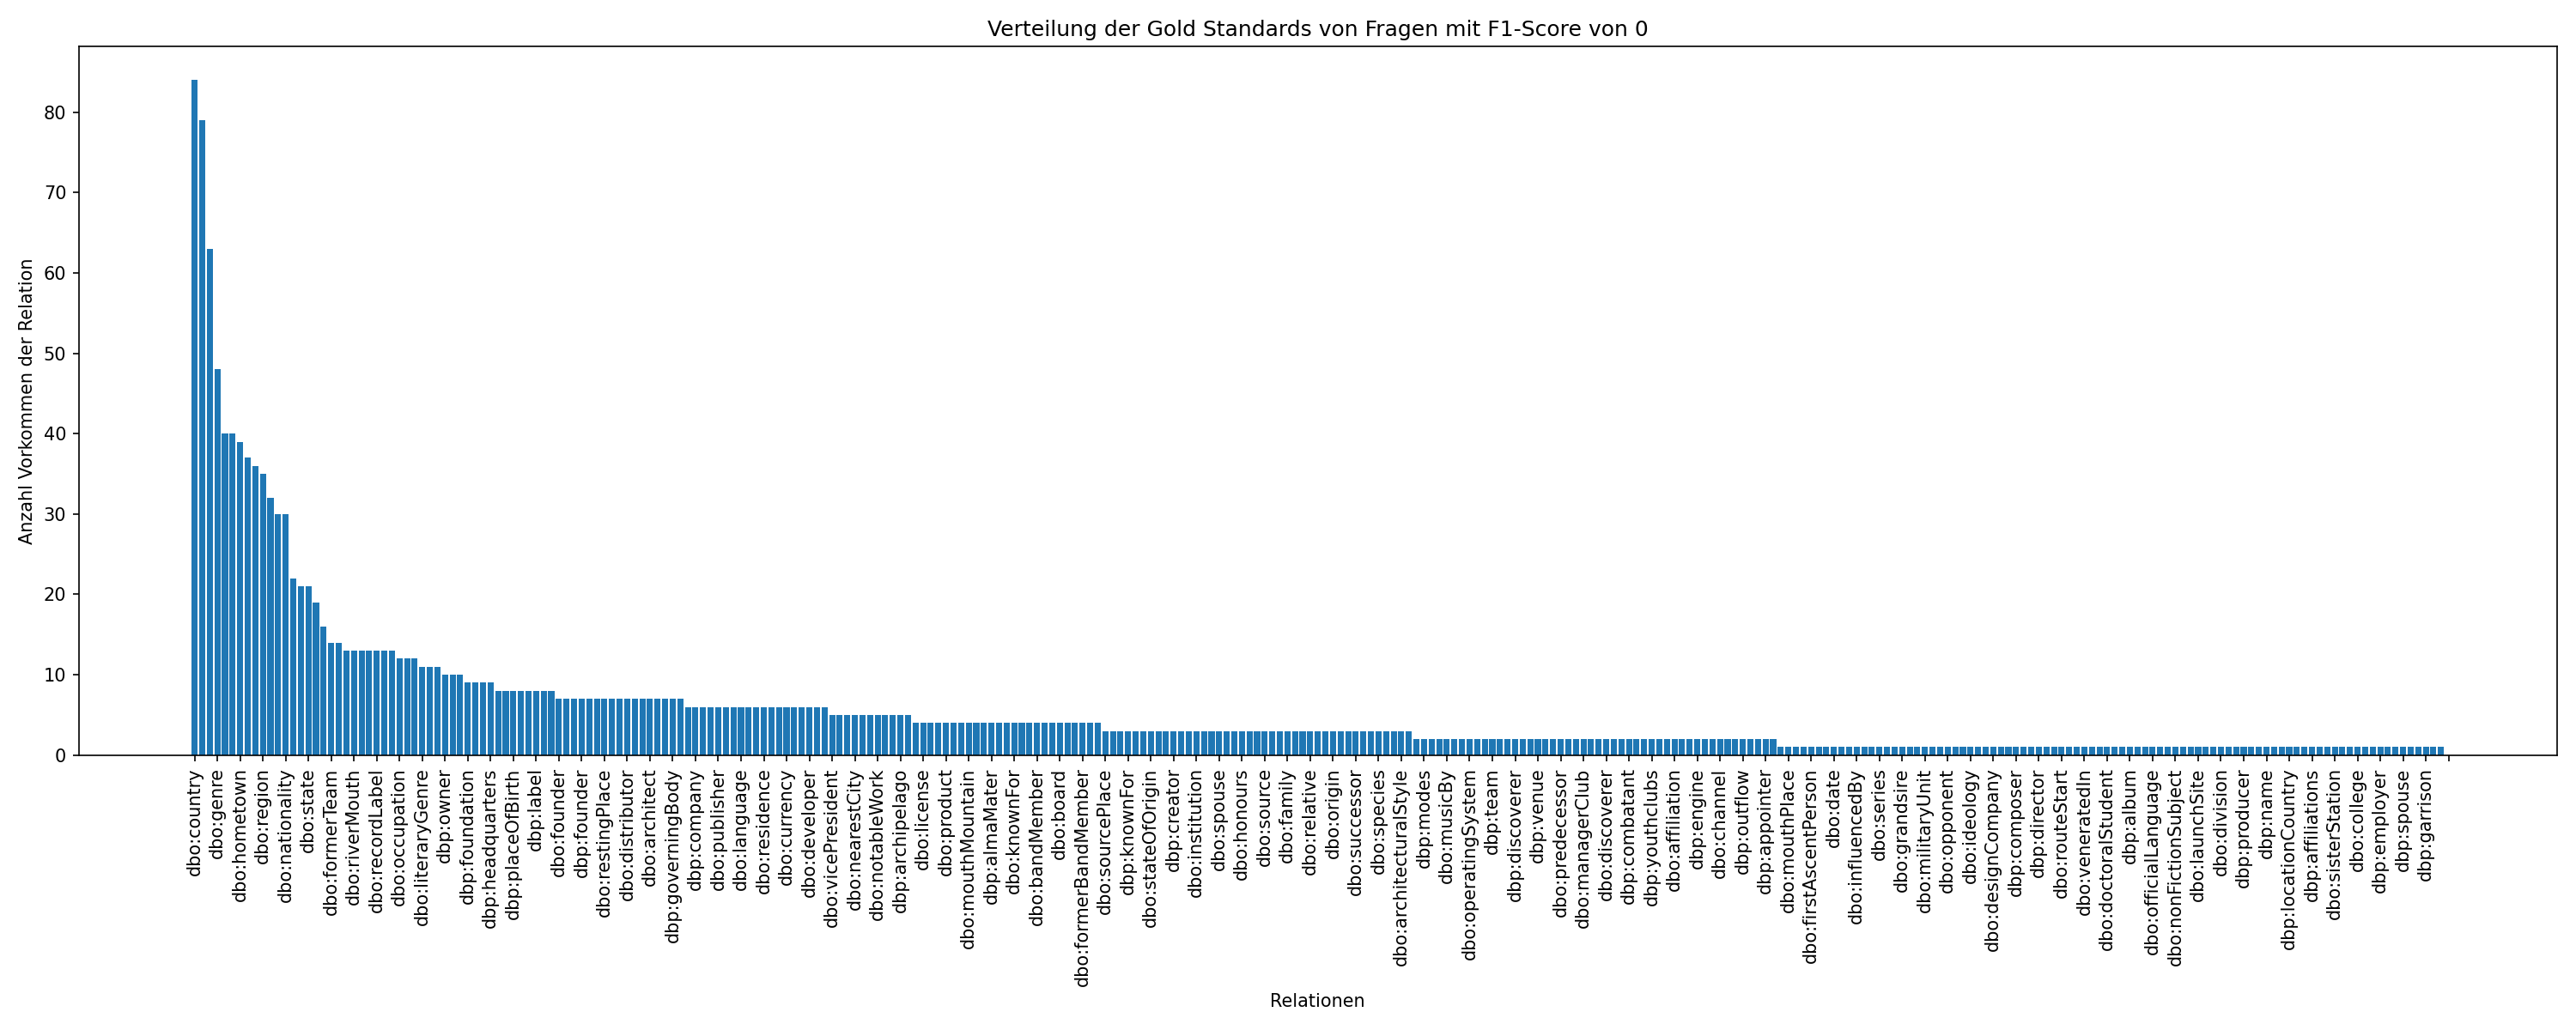 Verteilung der Gold Standards von Fragen mit F1-Score von 0
Anzahl Vorkommen der Relation
80
70
60
50
40
30
20
10
0
dbo:country
dbo:genre
dbo:hometown
dbo:region
dbo:nationality
dbo:state
dbo:formerTeam
dbo:riverMouth
dbo:recordLabel
dbo:occupation
dbo:literaryGenre
dbp:owner
dbp:foundation
dbp:headquarters
dbp:placeOfBirth
dbp:label
dbo:founder
dbp:founder
dbo:restingPlace
dbo:distributor
dbo:architect
dbp:governingBody
dbp:company
dbo:publisher
dbo:language
dbo:residence
dbo:currency
dbo:developer
dbo:vicePresident
dbo:nearestCity
dbo:notableWork
dbp:archipelago
dbo:license
dbo:product
dbo:mouthMountain
dbp:almaMater
dbo:knownFor
dbo:bandMember
dbo:board
dbo:formerBandMember
dbo:sourcePlace
dbp:knownFor
dbo:stateOfOrigin
dbp:creator
dbo:institution
dbo:spouse
dbo:honours
dbo:source
dbo:family
dbo:relative
dbo:origin
dbo:successor
dbo:species
dbo:architecturalStyle
dbp:modes
dbo:musicBy
dbo:operatingSystem
dbp:team
dbp:discoverer
dbp:venue
dbo:predecessor
dbo:managerClub
dbo:discoverer
dbp:combatant
dbp:youthclubs
dbo:affiliation
dbp:engine
dbo:channel
dbp:outflow
dbp:appointer
dbo:mouthPlace
dbo:firstAscentPerson
dbo:date
dbo:influencedBy
dbo:series
dbo:grandsire
dbo:militaryUnit
dbo:opponent
dbo:ideology
dbo:designCompany
dbp:composer
dbp:director
dbo:routeStart
dbo:veneratedIn
dbo:doctoralStudent
dbp:album
dbo:officialLanguage
dbo:nonFictionSubject
dbo:launchSite
dbo:division
dbp:producer
dbp:name
dbp:locationCountry
dbp:affiliations
dbo:sisterStation
dbo:college
dbp:employer
dbp:spouse
dbp:garrison
Relationen